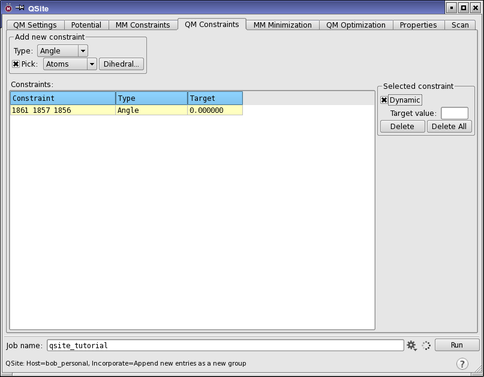 QSite
QM Settings Potential MM Constraints QM Constraints MM Minimization QM Optimization Properties Scan
Add new constraint
Type: Angle
Pick: Atoms Dihedral...
Constraints:
Constraint Type Target
1861 1857 1856 Angle 0.000000
Selected constraint
Dynamic
Target value:
Delete Delete All
Job name: qsite_tutorial Run
QSite: Host=bob_personal, Incorporate=Append new entries as a new group ?